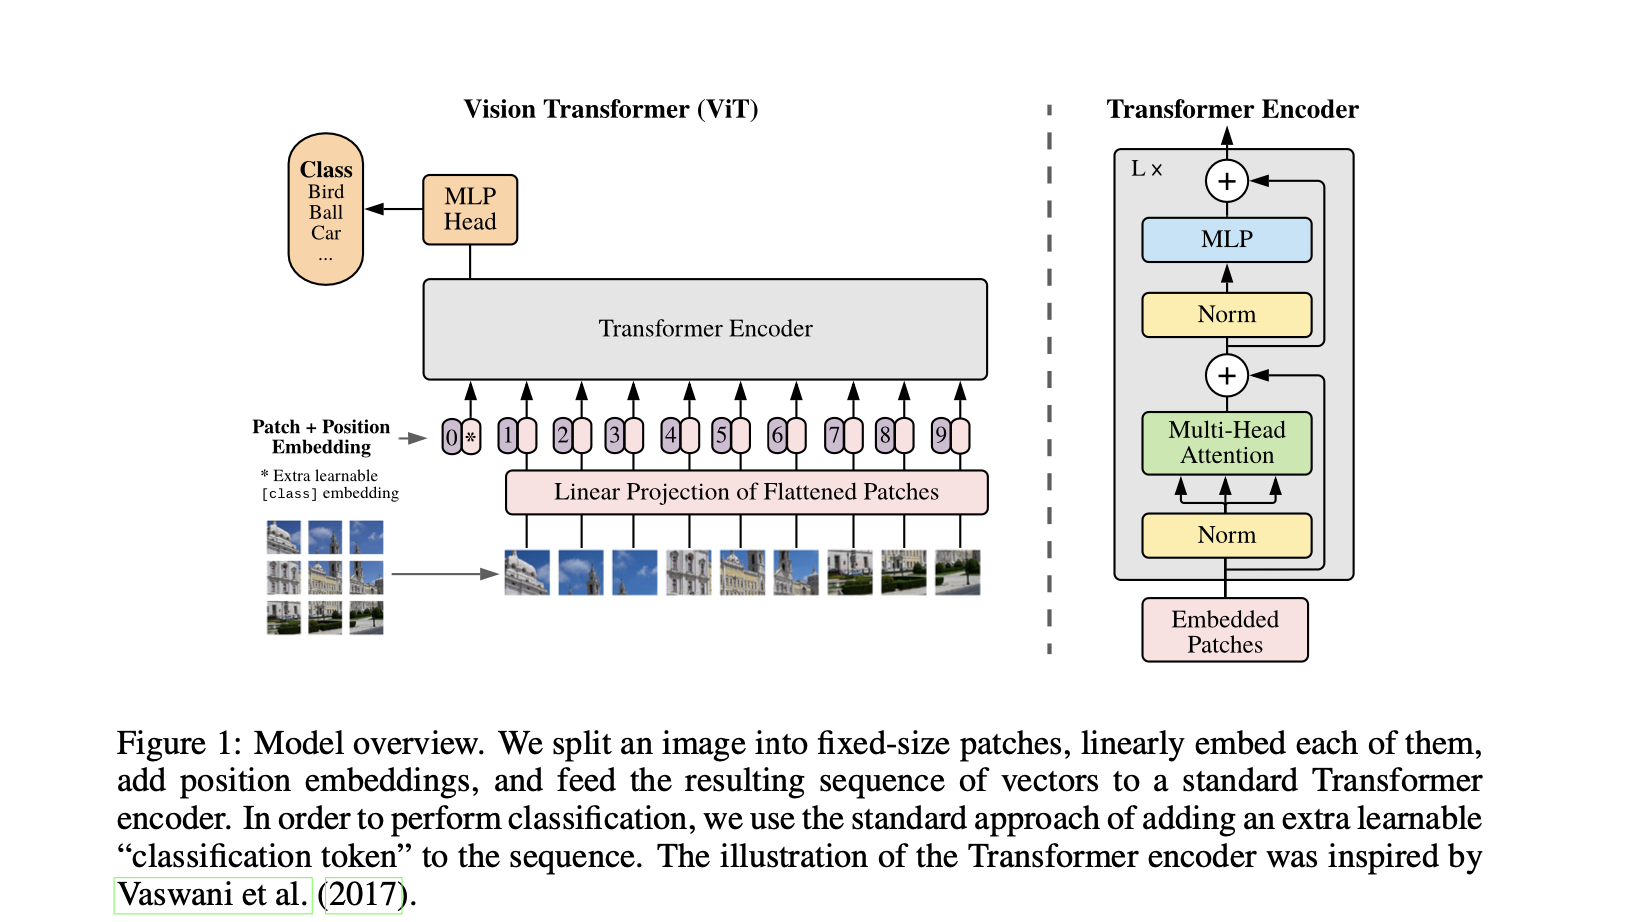 Vision Transformer (ViT)
Class
Bird
Ball
Car
...
MLP
Head
Transformer Encoder
Patch + Position
Embedding
* Extra learnable
[class] embedding
0 * 1 2 3 4 5 6 7 8 9
Linear Projection of Flattened Patches
Transformer Encoder
L ×
+
MLP
Norm
+
Multi-Head
Attention
Norm
Embedded
Patches
Figure 1: Model overview. We split an image into fixed-size patches, linearly embed each of them,
add position embeddings, and feed the resulting sequence of vectors to a standard Transformer
encoder. In order to perform classification, we use the standard approach of adding an extra learnable
“classification token” to the sequence. The illustration of the Transformer encoder was inspired by
Vaswani et al. (2017).